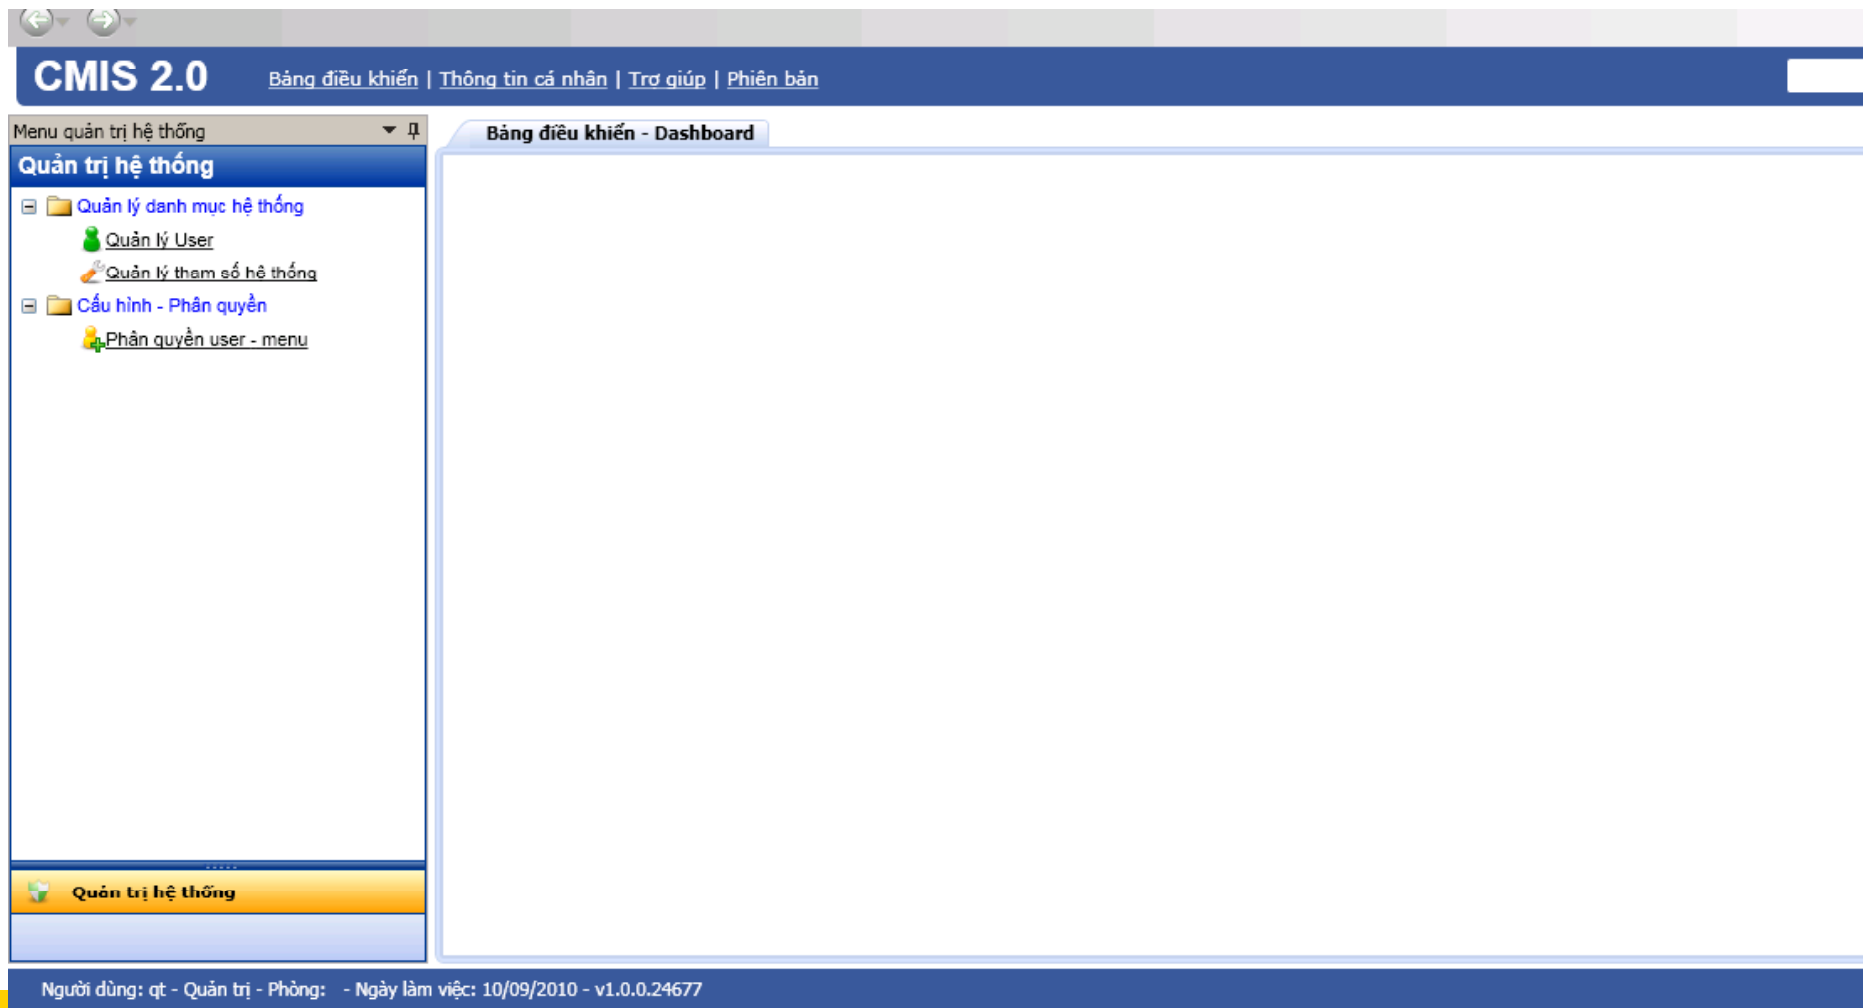 CMIS 2.0
Bảng điều khiển | Thông tin cá nhân | Trợ giúp | Phiên bản
Menu quản trị hệ thống
Bảng điều khiển - Dashboard
Quản trị hệ thống
Quản lý danh mục hệ thống
Quản lý User
Quản lý tham số hệ thống
Cấu hình - Phân quyền
Phân quyền user - menu
Quản trị hệ thống
Người dùng: qt - Quản trị - Phòng: - Ngày làm việc: 10/09/2010 - v1.0.0.24677